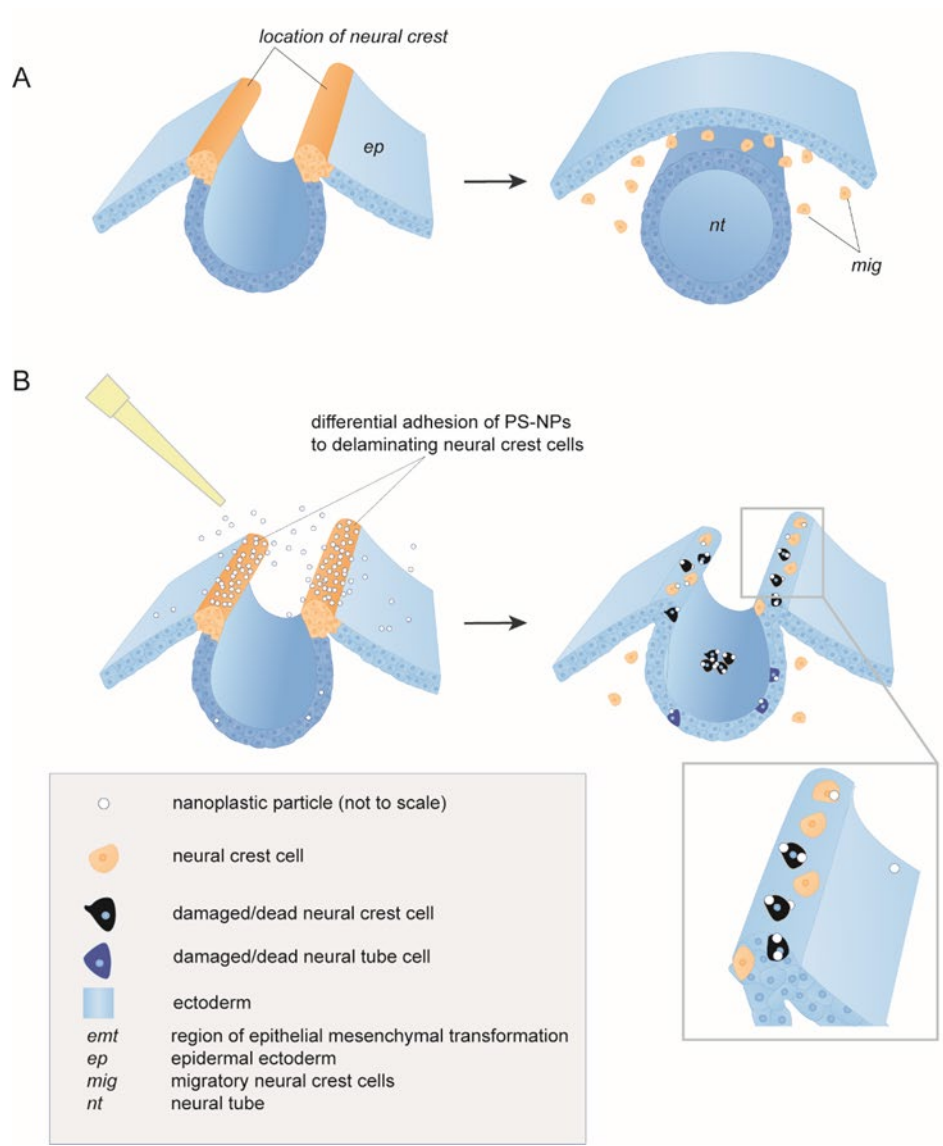 A
location of neural crest
ep
nt
mig
B
differential adhesion of PS-NPs
to delaminating neural crest cells
nanoplastic particle (not to scale)
neural crest cell
damaged/dead neural crest cell
damaged/dead neural tube cell
ectoderm
emt region of epithelial mesenchymal transformation
ep epidermal ectoderm
mig migratory neural crest cells
nt neural tube